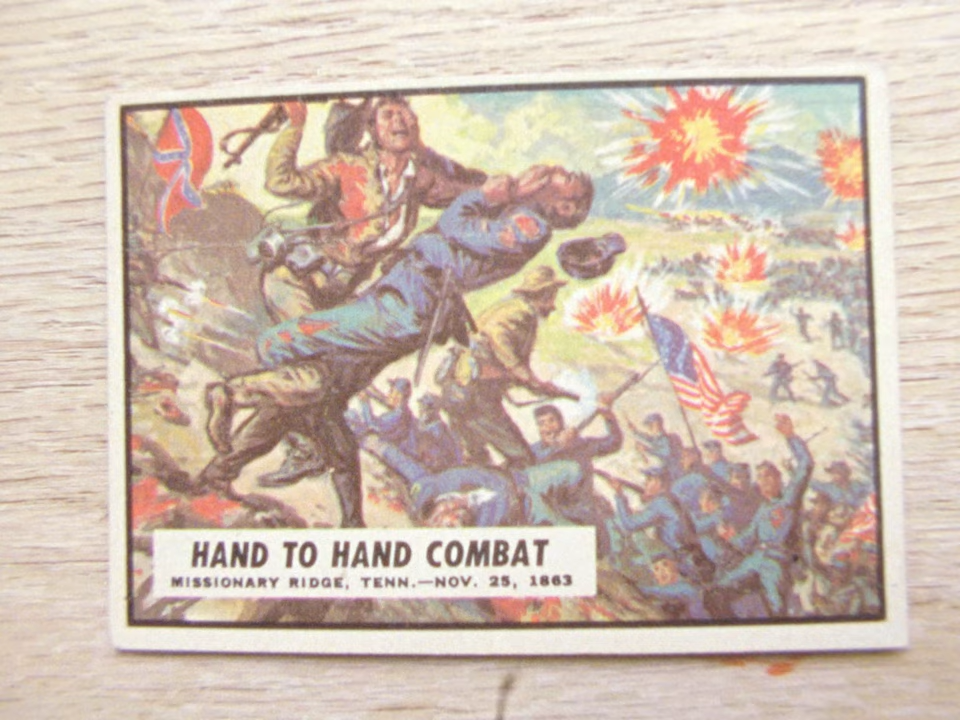 HAND TO HAND COMBAT
MISSIONARY RIDGE, TENN.—NOV. 25, 1863